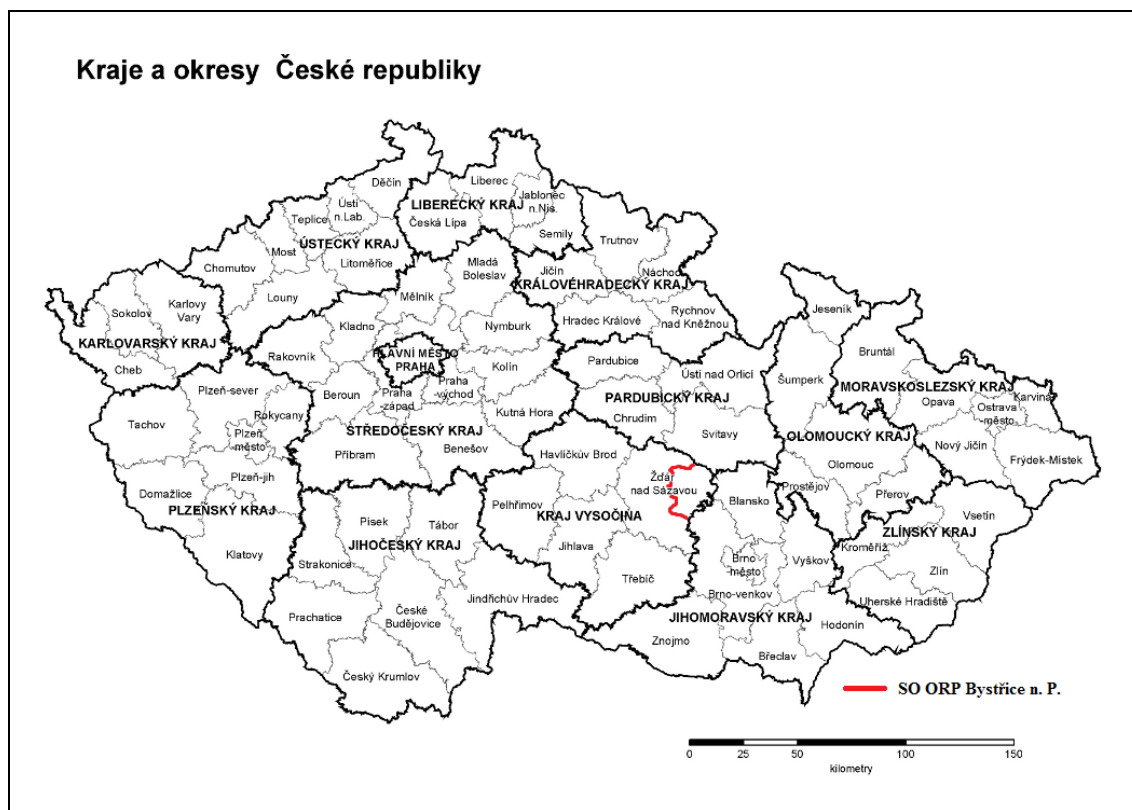 Kraje a okresy České republiky
Děčín
Liberec
Ústí
n.Lab.
LIBERECKÝ KRAJ
Jablonec
n.Nis.
Teplice
Česká Lípa
ÚSTECKÝ KRAJ
Semily
Trutnov
Most
Chomutov
Litoměřice
Mladá
Boleslav
Jičín
Náchod
KRÁLOVÉHRADECKÝ KRAJ
Louny
Mělník
Karlovy
Vary
Sokolov
Jeseník
Rychnov
nad Kněžnou
Kladno
Nymburk
Hradec Králové
KARLOVARSKÝ KRAJ
Bruntál
Rakovník
HLAVNÍ MĚSTO
PRAHA
Cheb
Kolín
Pardubice
Ústí nad Orlicí
Šumperk
MORAVSKOSLEZSKÝ KRAJ
Plzeň-sever
Beroun
Praha
-západ
Praha
-východ
PARDUBICKÝ KRAJ
Opava
Karviná
Ostrava
-město
Rokycany
Kutná Hora
Chrudim
Tachov
Plzeň
-město
STŘEDOČESKÝ KRAJ
Svitavy
OLOMOUCKÝ KRAJ
Nový Jičín
Příbram
Benešov
Havlíčkův Brod
Frýdek-Místek
Olomouc
Plzeň-jih
Žďár
nad Sázavou
Domažlice
Pelhřimov
Prostějov
Přerov
Blansko
PLZEŇSKÝ KRAJ
Písek
Tábor
KRAJ VYSOČINA
Vsetín
JIHOČESKÝ KRAJ
ZLÍNSKÝ KRAJ
Klatovy
Jihlava
Kroměříž
Strakonice
Brno
-město
Vyškov
Zlín
Třebíč
Brno-venkov
Jindřichův Hradec
Uherské Hradiště
Prachatice
České
Budějovice
JIHOMORAVSKÝ KRAJ
Hodonín
Znojmo
Břeclav
Český Krumlov
SO ORP Bystřice n. P.
0 25 50 100 150
kilometry